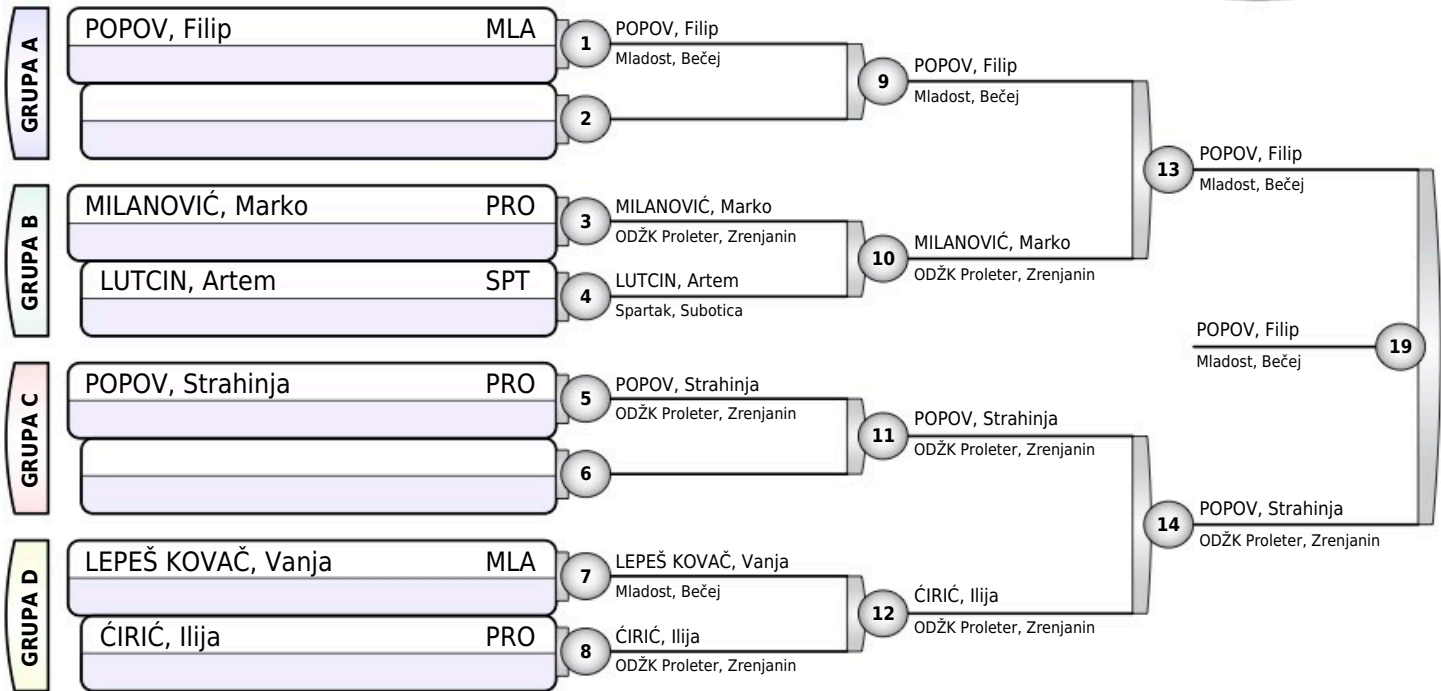 GRUPA A
POPOV, Filip MLA
1
POPOV, Filip
Mladost, Bečej
2
9
POPOV, Filip
Mladost, Bečej
GRUPA B
MILANOVIĆ, Marko PRO
3
MILANOVIĆ, Marko
ODŽK Proleter, Zrenjanin
LUTCIN, Artem SPT
4
LUTCIN, Artem
Spartak, Subotica
10
MILANOVIĆ, Marko
ODŽK Proleter, Zrenjanin
13
POPOV, Filip
Mladost, Bečej
GRUPA C
POPOV, Strahinja PRO
5
POPOV, Strahinja
ODŽK Proleter, Zrenjanin
6
11
POPOV, Strahinja
ODŽK Proleter, Zrenjanin
GRUPA D
LEPEŠ KOVAČ, Vanja MLA
7
LEPEŠ KOVAČ, Vanja
Mladost, Bečej
ĆIRIĆ, Ilija PRO
8
ĆIRIĆ, Ilija
ODŽK Proleter, Zrenjanin
12
ĆIRIĆ, Ilija
ODŽK Proleter, Zrenjanin
14
POPOV, Strahinja
ODŽK Proleter, Zrenjanin
POPOV, Filip
Mladost, Bečej
19